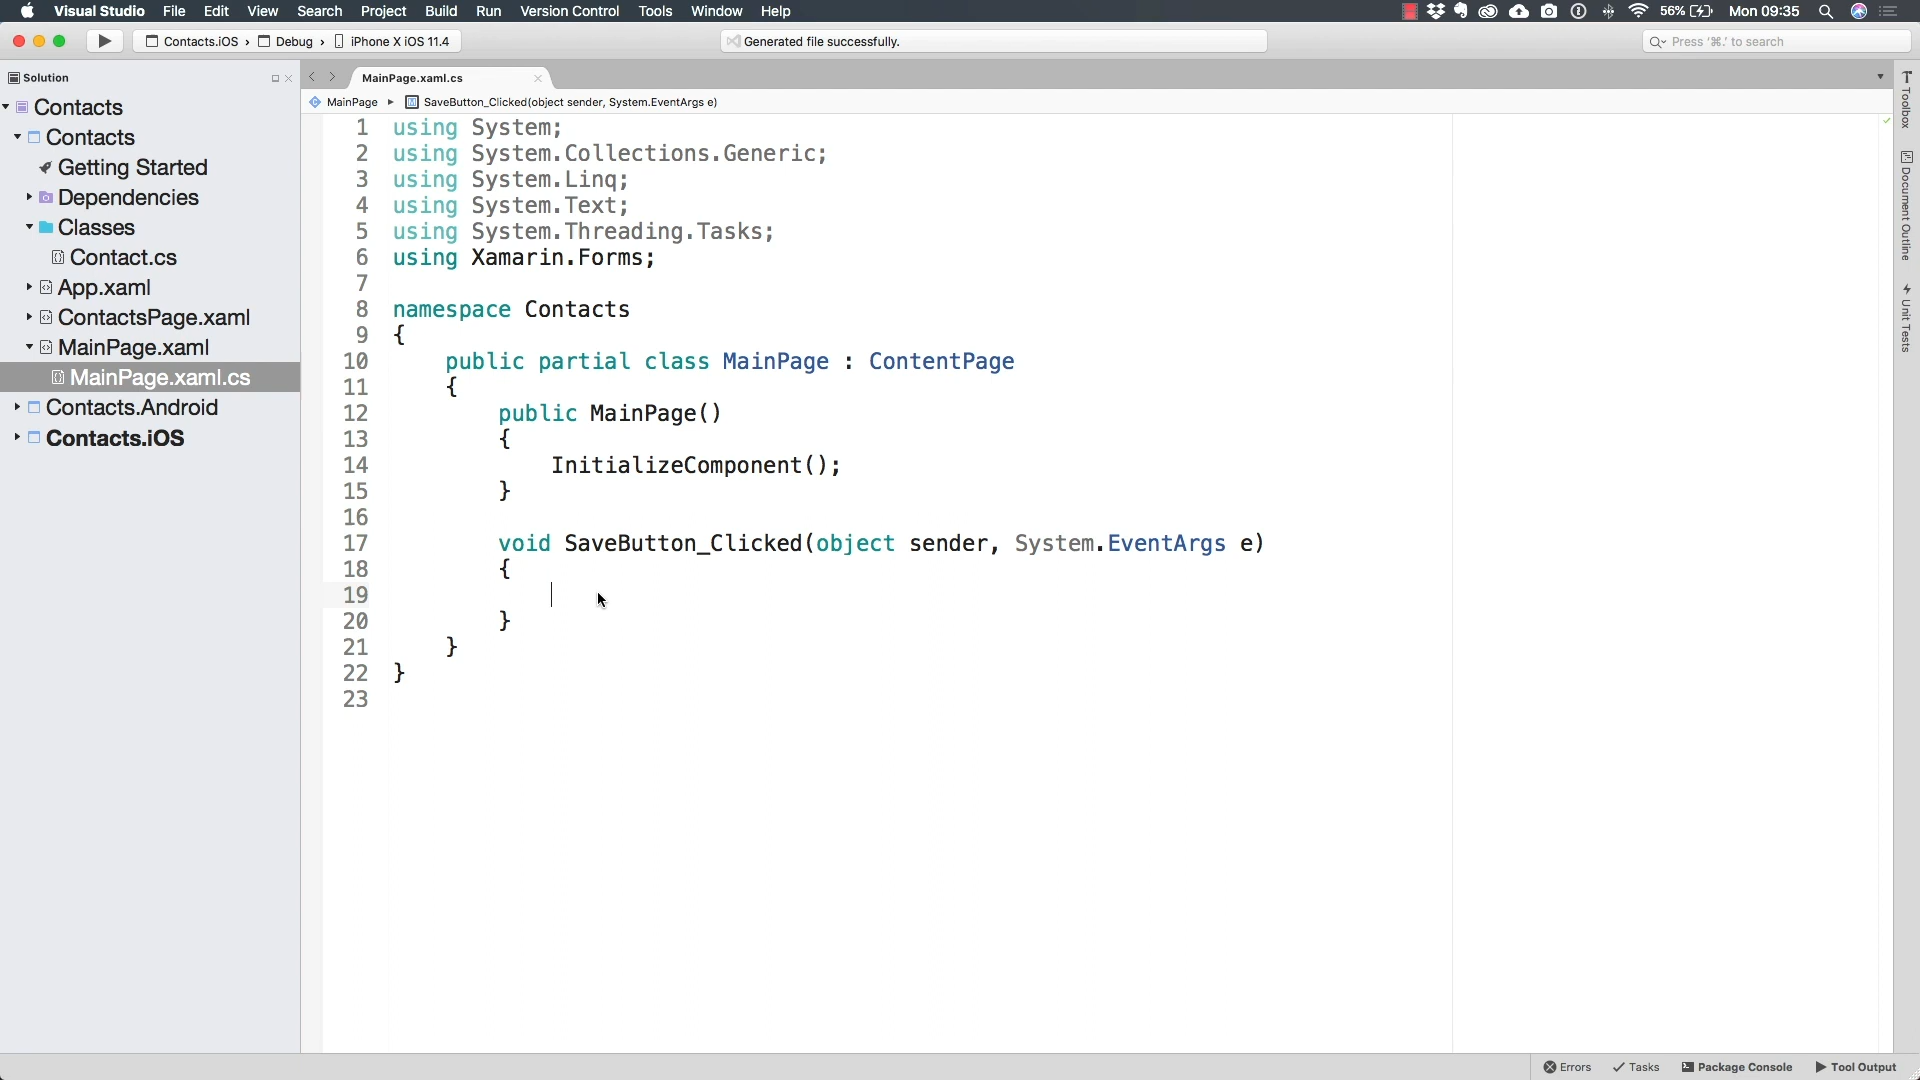 Visual Studio File Edit View Search Project Build Run Version Control Tools Window Help 56% Mon 09:35
Contacts.iOS › Debug › iPhone X iOS 11.4 Generated file successfully. Press '⌘.' to search
Solution
Contacts
Contacts
Getting Started
Dependencies
Classes
Contact.cs
App.xaml
ContactsPage.xaml
MainPage.xaml
MainPage.xaml.cs
Contacts.Android
Contacts.iOS
MainPage.xaml.cs
MainPage SaveButton_Clicked(object sender, System.EventArgs e)
1 using System;
2 using System.Collections.Generic;
3 using System.Linq;
4 using System.Text;
5 using System.Threading.Tasks;
6 using Xamarin.Forms;
7
8 namespace Contacts
9 {
10 public partial class MainPage : ContentPage
11 {
12 public MainPage()
13 {
14 InitializeComponent();
15 }
16
17 void SaveButton_Clicked(object sender, System.EventArgs e)
18 {
19
20 }
21 }
22 }
23
Toolbox
Document Outline
Unit Tests
Errors Tasks Package Console Tool Output